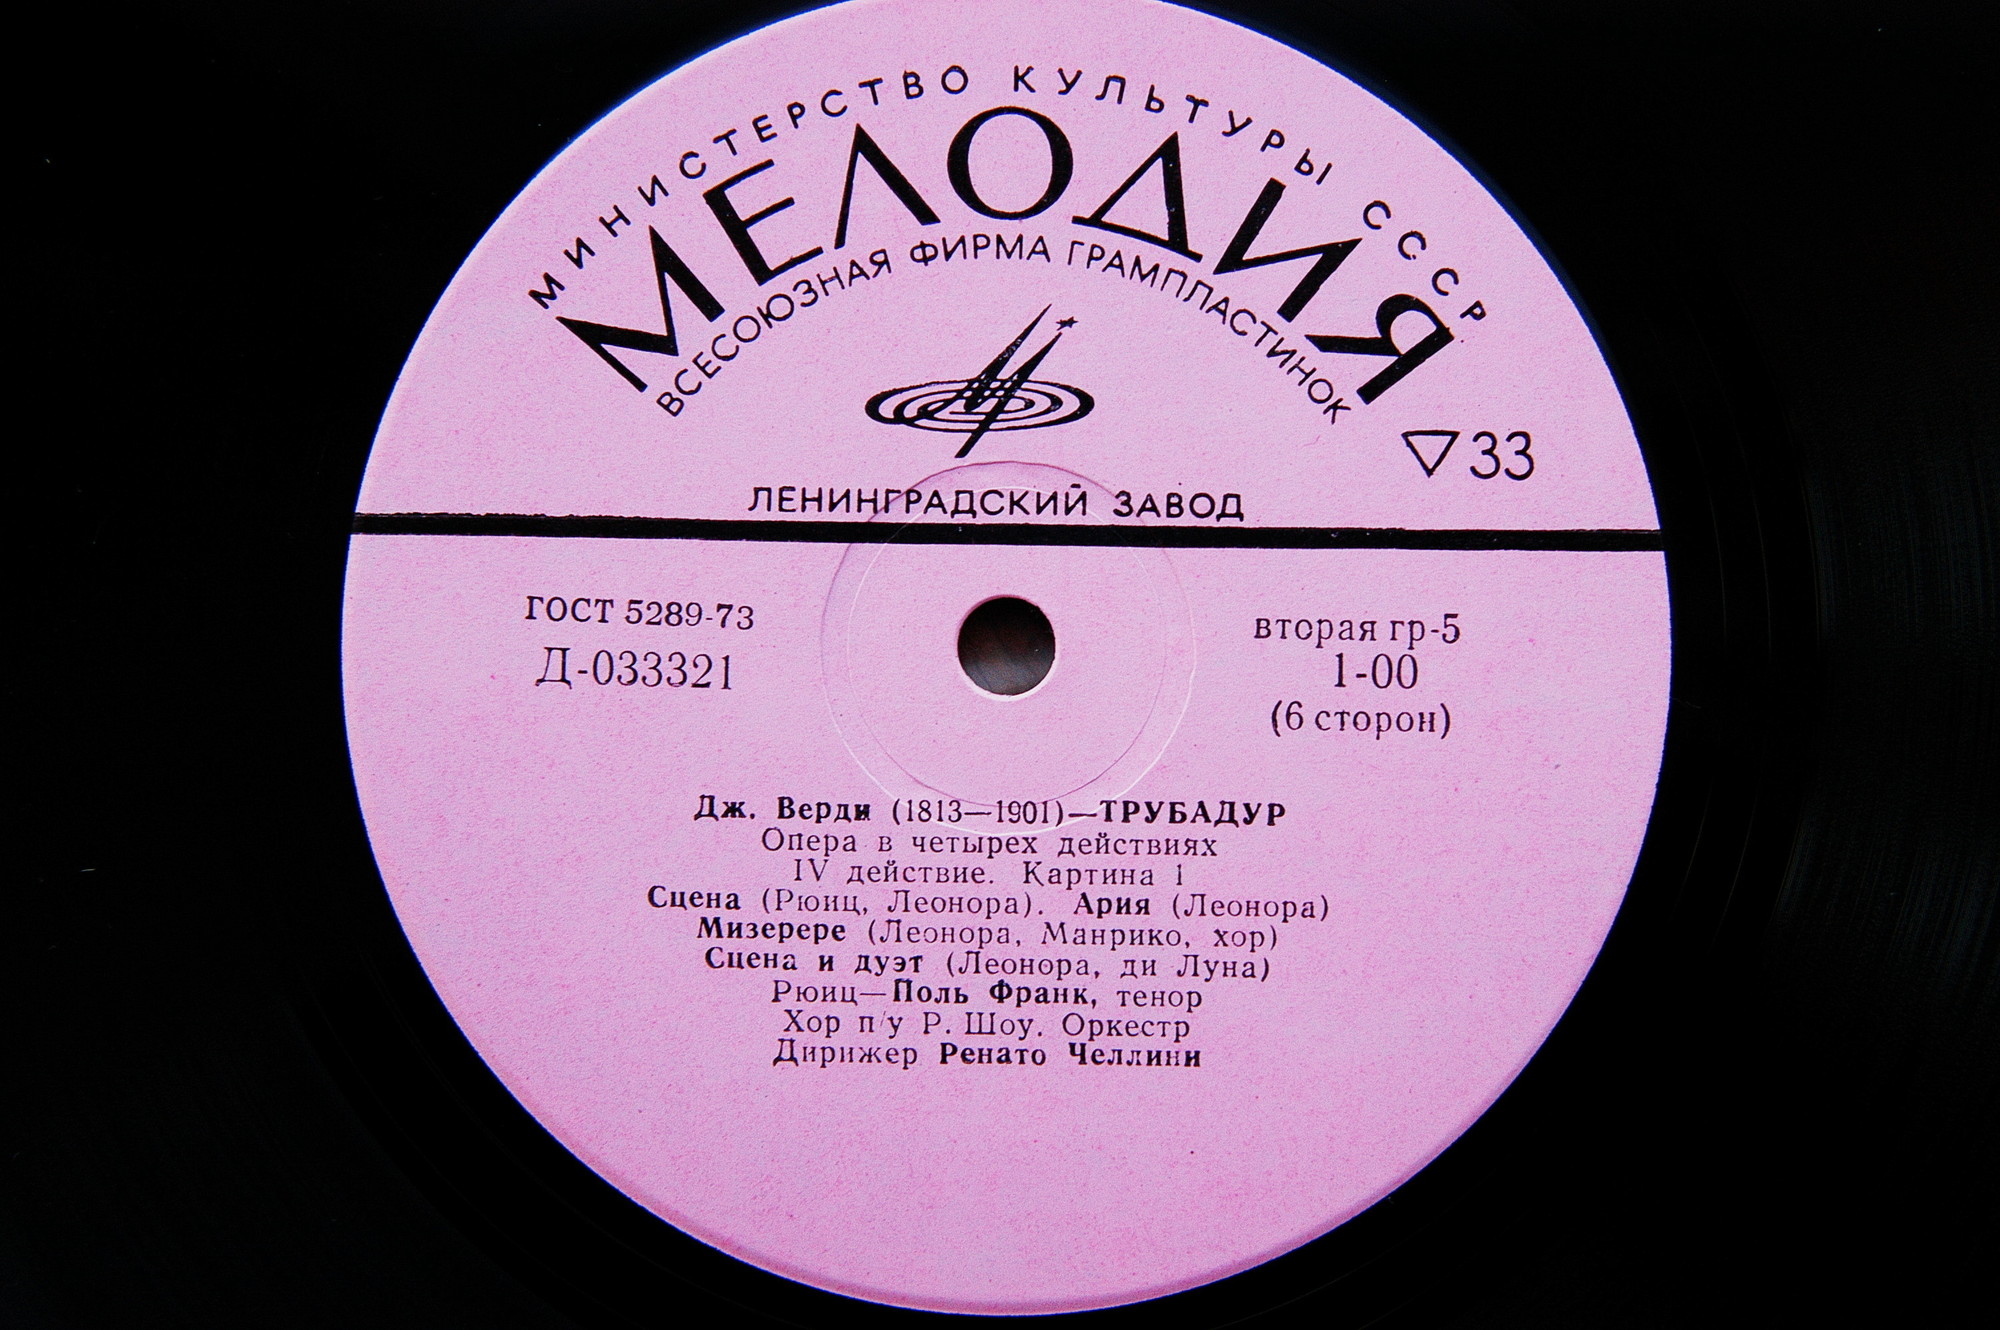 МИНИСТЕРСТВО КУЛЬТУРЫ СССР
МЕЛОДИЯ
ВСЕСОЮЗНАЯ ФИРМА ГРАМПЛАСТИНОК
▽33
ЛЕНИНГРАДСКИЙ ЗАВОД
ГОСТ 5289-73
Д-033321
вторая гр-5
1-00
(6 сторон)
Дж. Верди (1813—1901)—ТРУБАДУР
Опера в четырех действиях
IV действие. Картина 1
Сцена (Рюиц, Леонора). Ария (Леонора)
Мизерере (Леонора, Манрико, хор)
Сцена и дуэт (Леонора, ди Луна)
Рюиц—Поль Франк, тенор
Хор п/у Р. Шоу. Оркестр
Дирижер Ренато Челлини